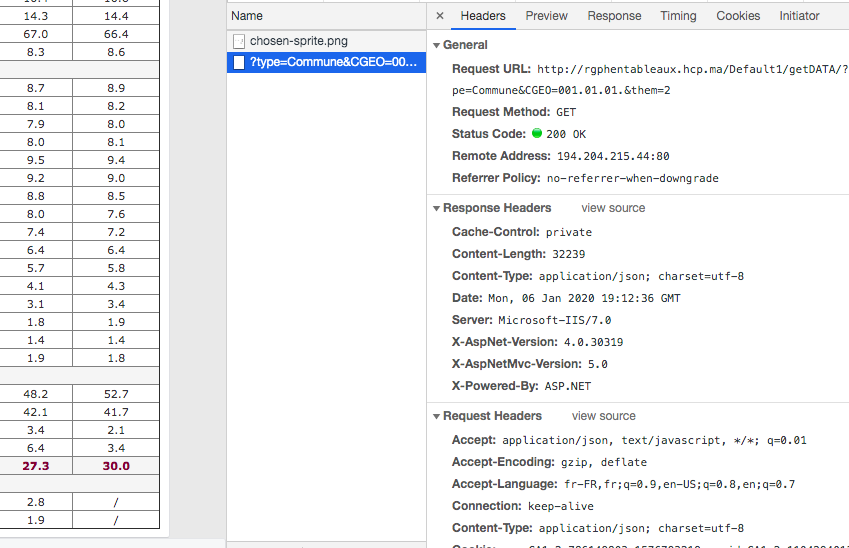 14.3 14.4
67.0 66.4
8.3 8.6
8.7 8.9
8.1 8.2
7.9 8.0
8.0 8.1
9.5 9.4
9.2 9.0
8.8 8.5
8.0 7.6
7.4 7.2
6.4 6.4
5.7 5.8
4.1 4.3
3.1 3.4
1.8 1.9
1.4 1.4
1.9 1.8
48.2 52.7
42.1 41.7
3.4 2.1
6.4 3.4
27.3 30.0
2.8 /
1.9 /
Name
chosen-sprite.png
?type=Commune&CGEO=00...
× Headers Preview Response Timing Cookies Initiator
General
Request URL: http://rgphentableaux.hcp.ma/Default1/getDATA/?
pe=Commune&CGEO=001.01.01.&them=2
Request Method: GET
Status Code: 200 OK
Remote Address: 194.204.215.44:80
Referrer Policy: no-referrer-when-downgrade
Response Headers view source
Cache-Control: private
Content-Length: 32239
Content-Type: application/json; charset=utf-8
Date: Mon, 06 Jan 2020 19:12:36 GMT
Server: Microsoft-IIS/7.0
X-AspNet-Version: 4.0.30319
X-AspNetMvc-Version: 5.0
X-Powered-By: ASP.NET
Request Headers view source
Accept: application/json, text/javascript, */*; q=0.01
Accept-Encoding: gzip, deflate
Accept-Language: fr-FR,fr;q=0.9,en-US;q=0.8,en;q=0.7
Connection: keep-alive
Content-Type: application/json; charset=utf-8